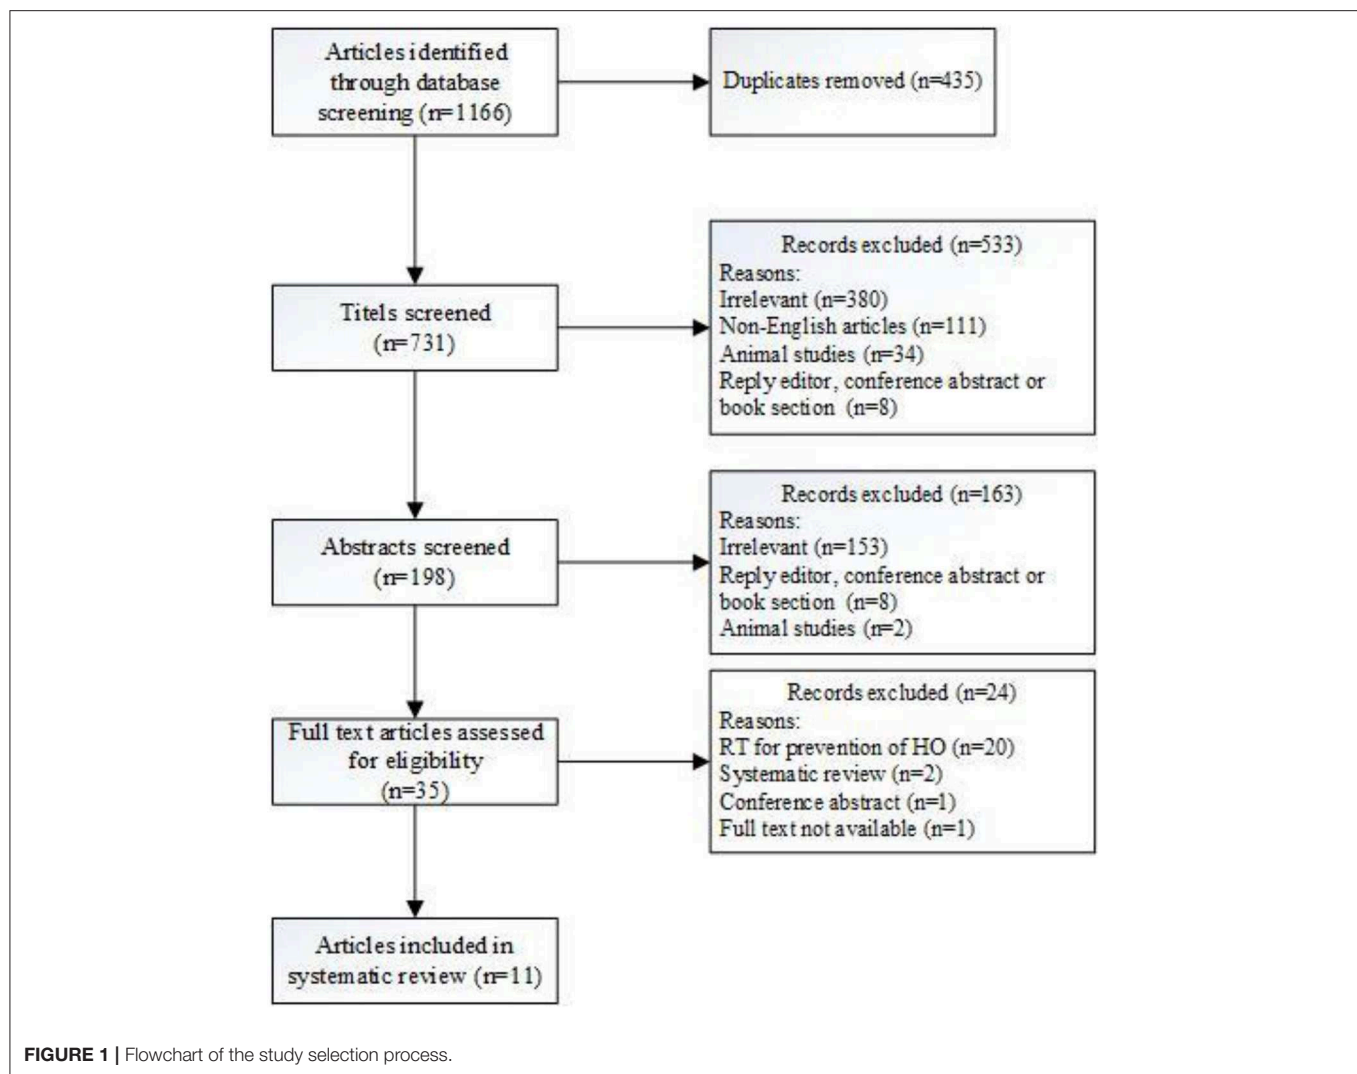 Articles identified
through database
screening (n=1166)
Duplicates removed (n=435)
Titels screened
(n=731)
Records excluded (n=533)
Reasons:
Irrelevant (n=380)
Non-English articles (n=111)
Animal studies (n=34)
Reply editor, conference abstract or
book section (n=8)
Abstracts screened
(n=198)
Records excluded (n=163)
Reasons:
Irrelevant (n=153)
Reply editor, conference abstract or
book section (n=8)
Animal studies (n=2)
Full text articles assessed
for eligibility
(n=35)
Records excluded (n=24)
Reasons:
RT for prevention of HO (n=20)
Systematic review (n=2)
Conference abstract (n=1)
Full text not available (n=1)
Articles included in
systematic review (n=11)
FIGURE 1 | Flowchart of the study selection process.